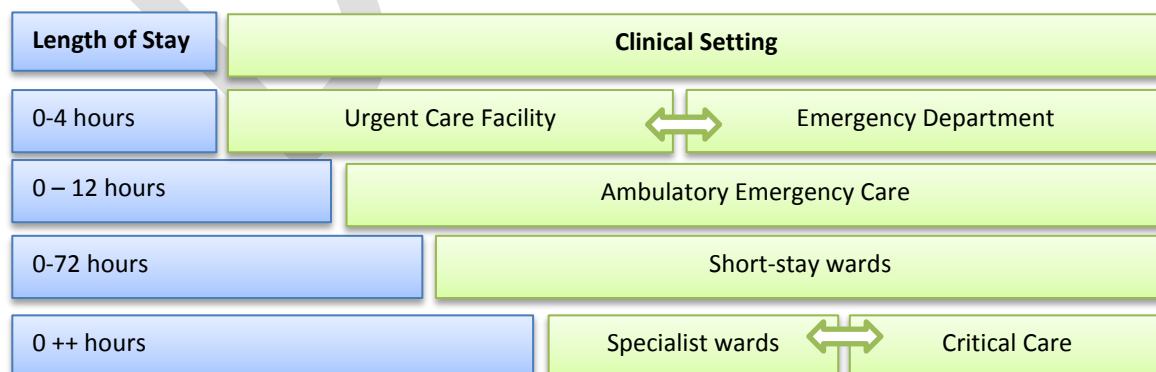 Length of Stay Clinical Setting
0-4 hours Urgent Care Facility Emergency Department
0 – 12 hours Ambulatory Emergency Care
0-72 hours Short-stay wards
0 ++ hours Specialist wards Critical Care